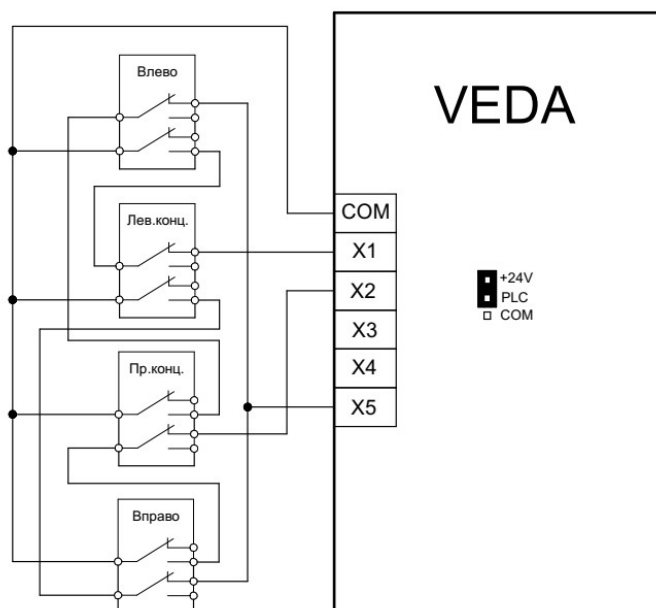 Влево
VEDA
Лев.конц.
COM
X1
X2
X3
X4
X5
+24V
PLC
COM
Пр.конц.
Вправо